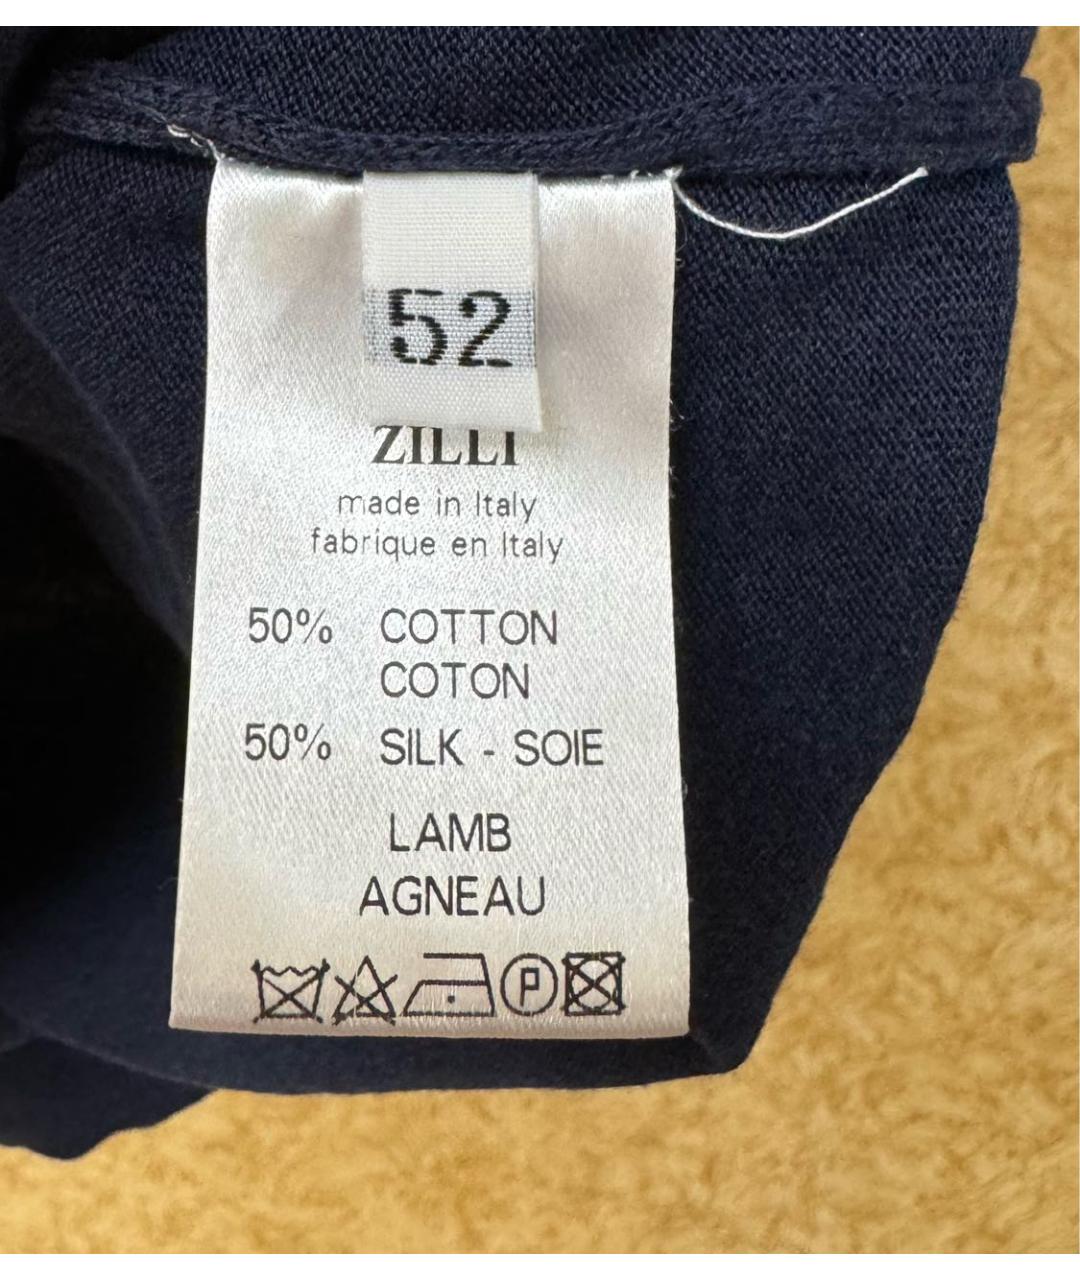 52
ZILLI
made in Italy
fabrique en Italy
50% COTTON
COTON
50% SILK - SOIE
LAMB
AGNEAU
P